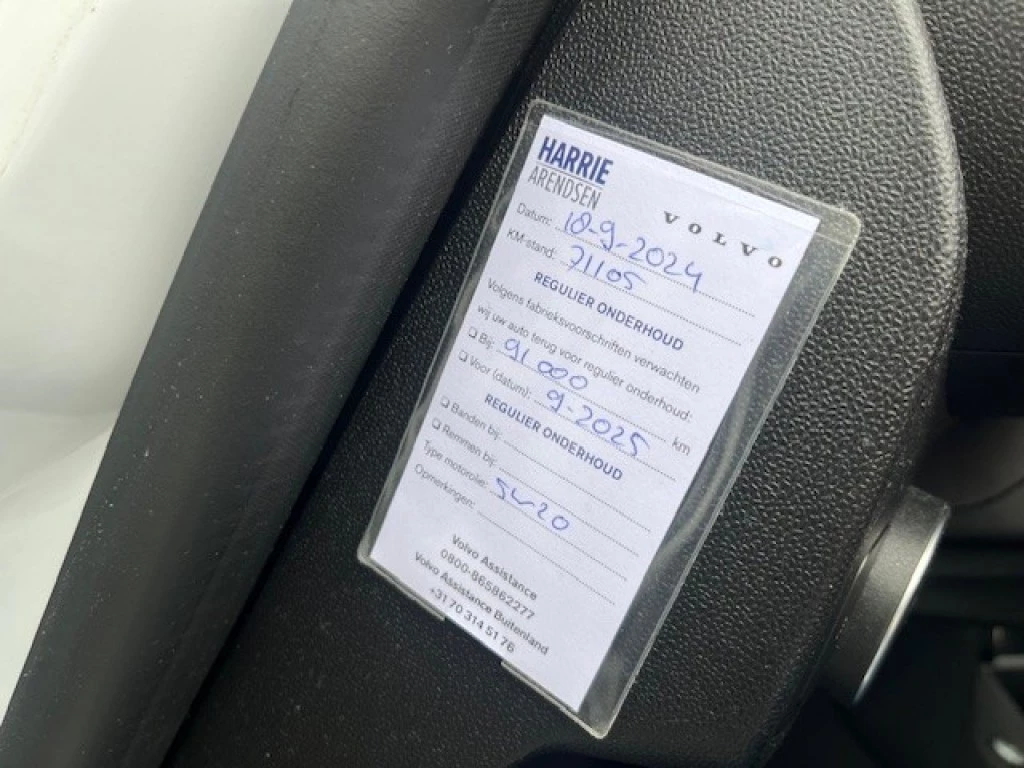 HARRIE
ARENDSEN
VOLVO
Datum: 18-9-2024
KM-stand: 71105
REGULIER ONDERHOUD
Volgens fabrieksvoorschriften verwachten
wij uw auto terug voor regulier onderhoud:
❏ Bij: 91.000 km
❏ Voor (datum): 9-2025
REGULIER ONDERHOUD
❏ Banden bij:
❏ Remmen bij:
Type motorolie: 5w20
Opmerkingen:
Volvo Assistance
0800-865862277
Volvo Assistance Buitenland
+31 70 314 51 76